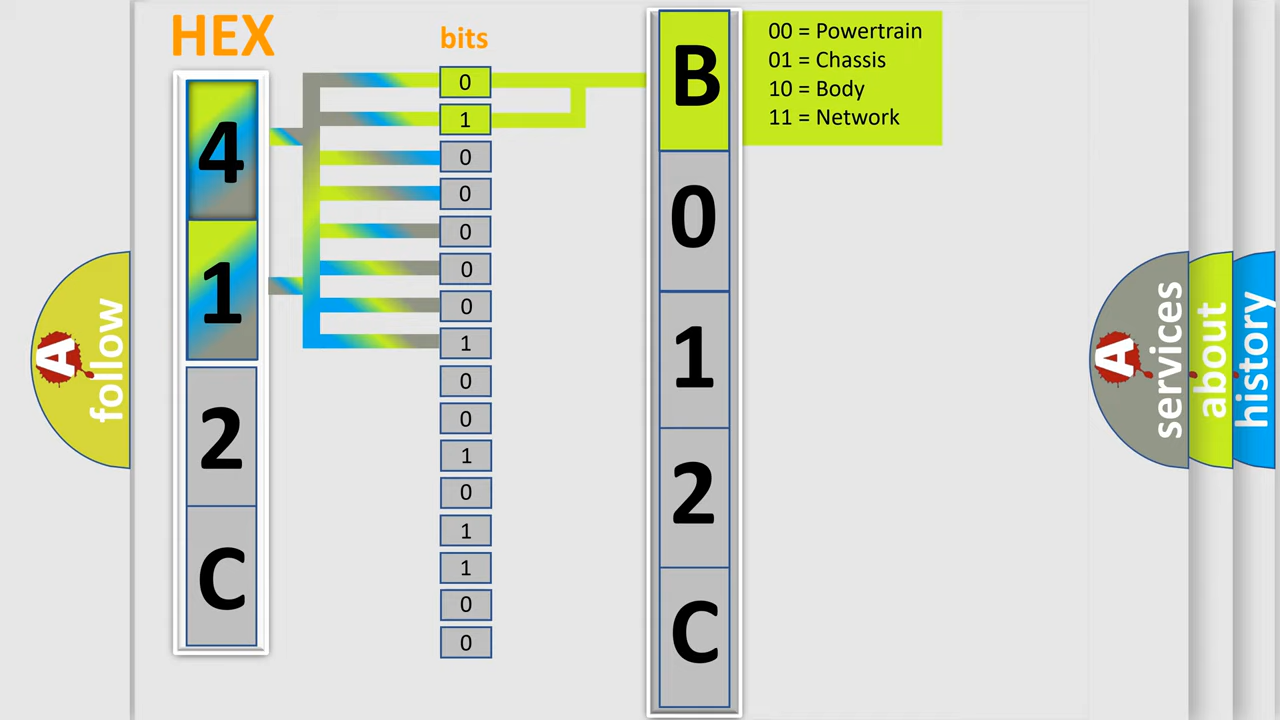 HEX
bits
4
1
2
C
0
1
0
0
0
0
0
1
0
0
1
0
1
1
0
0
B
0
1
2
C
00 = Powertrain
01 = Chassis
10 = Body
11 = Network
A follow
A services
about
history